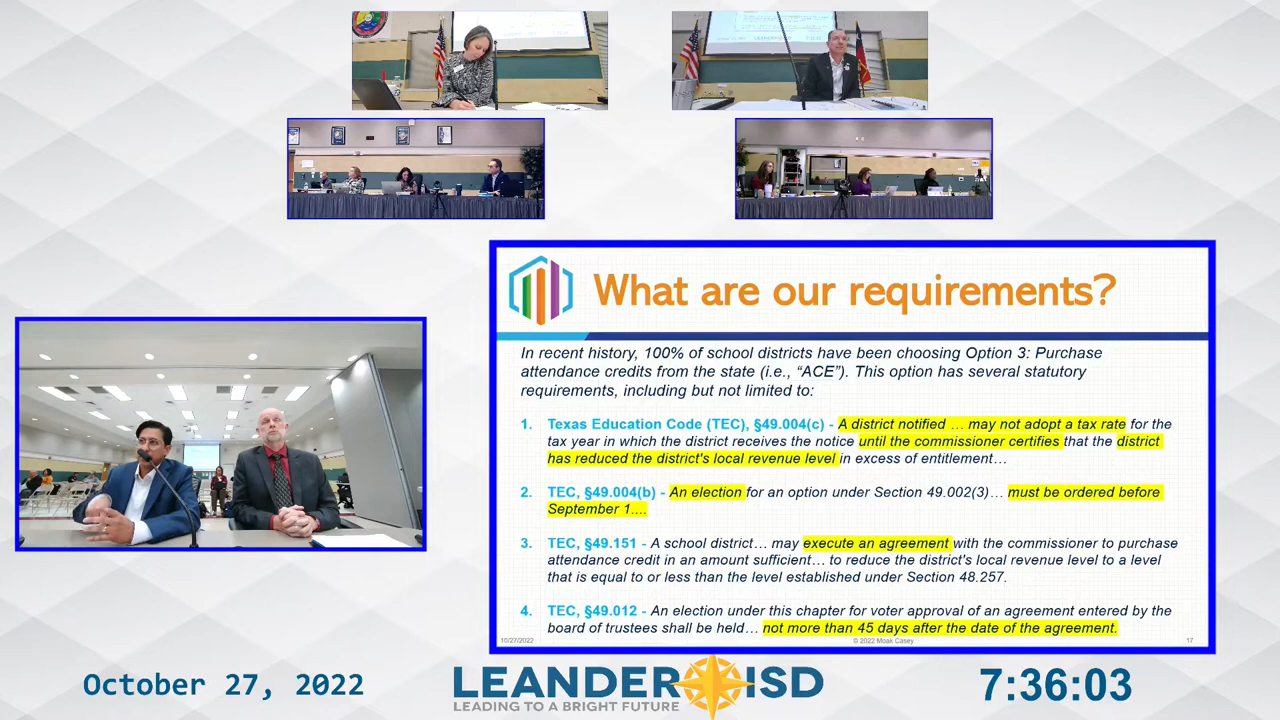 What are our requirements?
In recent history, 100% of school districts have been choosing Option 3: Purchase
attendance credits from the state (i.e., “ACE”). This option has several statutory
requirements, including but not limited to:
1. Texas Education Code (TEC), §49.004(c) - A district notified … may not adopt a tax rate for the
tax year in which the district receives the notice until the commissioner certifies that the district
has reduced the district's local revenue level in excess of entitlement…
2. TEC, §49.004(b) - An election for an option under Section 49.002(3)… must be ordered before
September 1....
3. TEC, §49.151 - A school district… may execute an agreement with the commissioner to purchase
attendance credit in an amount sufficient… to reduce the district's local revenue level to a level
that is equal to or less than the level established under Section 48.257.
4. TEC, §49.012 - An election under this chapter for voter approval of an agreement entered by the
board of trustees shall be held… not more than 45 days after the date of the agreement.
10/27/2022 © 2022 Moak Casey 17
October 27, 2022
LEANDER ISD
LEADING TO A BRIGHT FUTURE
7:36:03